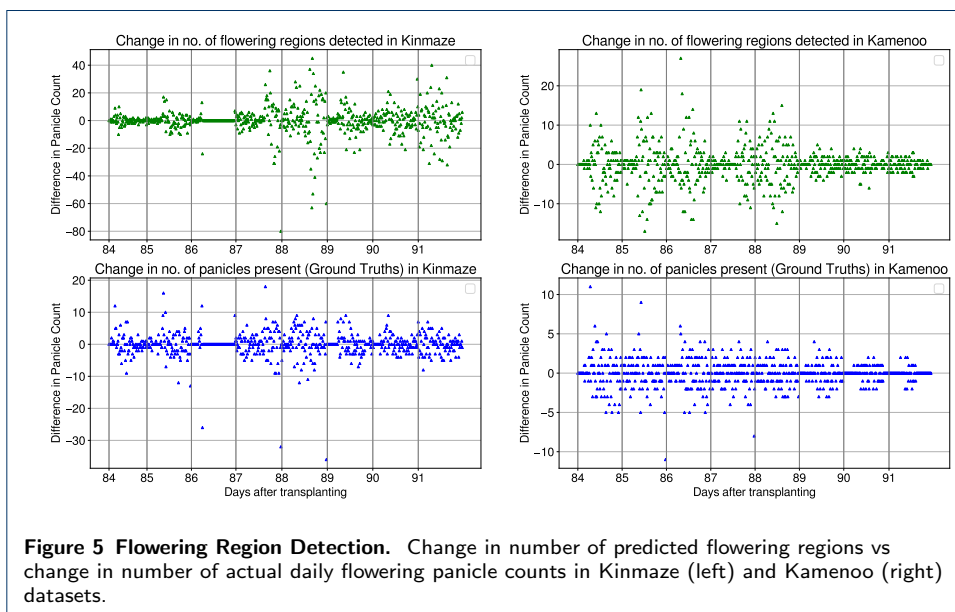 Change in no. of flowering regions detected in Kinmaze
Difference in Panicle Count
40
20
0
−20
−40
−60
−80
84 85 86 87 88 89 90 91
Change in no. of flowering regions detected in Kamenoo
Difference in Panicle Count
20
10
0
−10
84 85 86 87 88 89 90 91
Change in no. of panicles present (Ground Truths) in Kinmaze
Difference in Panicle Count
20
10
0
−10
−20
−30
84 85 86 87 88 89 90 91
Days after transplanting
Change in no. of panicles present (Ground Truths) in Kamenoo
Difference in Panicle Count
10
5
0
−5
−10
84 85 86 87 88 89 90 91
Days after transplanting
Figure 5 Flowering Region Detection. Change in number of predicted flowering regions vs
change in number of actual daily flowering panicle counts in Kinmaze (left) and Kamenoo (right)
datasets.